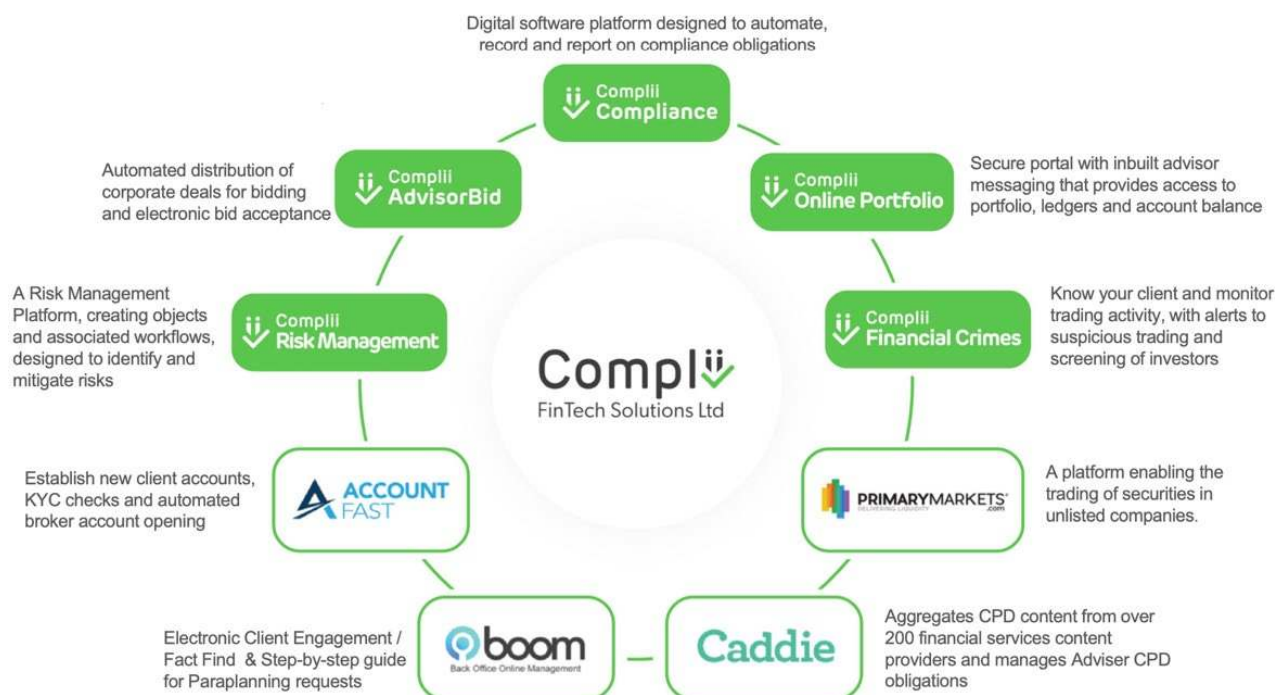 Digital software platform designed to automate,
record and report on compliance obligations
Complii
Compliance
Automated distribution of
corporate deals for bidding
and electronic bid acceptance
Complii
AdvisorBid
Complii
Online Portfolio
Secure portal with inbuilt advisor
messaging that provides access to
portfolio, ledgers and account balance
A Risk Management
Platform, creating objects
and associated workflows,
designed to identify and
mitigate risks
Complii
Risk Management
Complii
Financial Crimes
Know your client and monitor
trading activity, with alerts to
suspicious trading and
screening of investors
Complii
FinTech Solutions Ltd
Establish new client accounts,
KYC checks and automated
broker account opening
ACCOUNT
FAST
PRIMARYMARKETS
DELIVERING LIQUIDITY
.com
A platform enabling the
trading of securities in
unlisted companies.
Electronic Client Engagement /
Fact Find & Step-by-step guide
for Paraplanning requests
boom
Back Office Online Management
Caddie
Aggregates CPD content from over
200 financial services content
providers and manages Adviser CPD
obligations